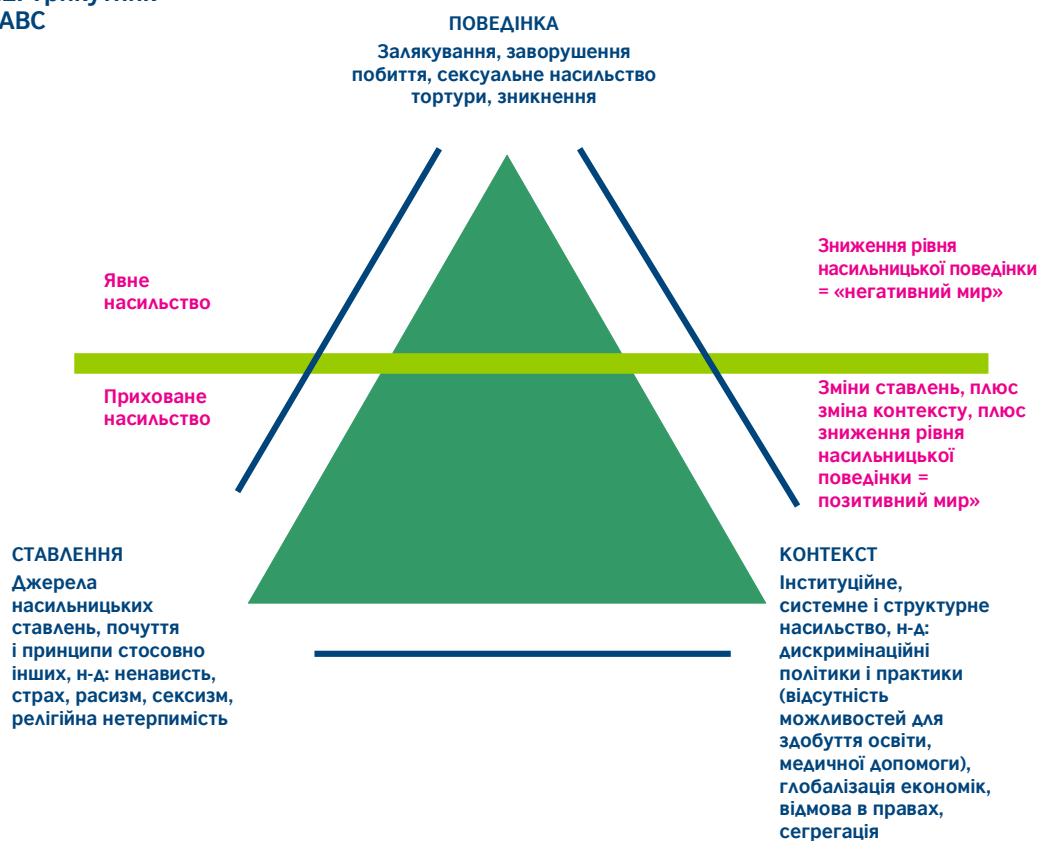 АВС
ПОВЕДІНКА
Залякування, заворушення
побиття, сексуальне насильство
тортури, зникнення
Явне
насильство
Зниження рівня
насильницької поведінки
= «негативний мир»
Приховане
насильство
Зміни ставлень, плюс
зміна контексту, плюс
зниження рівня
насильницької
поведінки =
позитивний мир»
СТАВЛЕННЯ
Джерела
насильницьких
ставлень, почуття
і принципи стосовно
інших, н-д: ненависть,
страх, расизм, сексизм,
релігійна нетерпимість
КОНТЕКСТ
Інституційне,
системне і структурне
насильство, н-д:
дискримінаційні
політики і практики
(відсутність
можливостей для
здобуття освіти,
медичної допомоги),
глобалізація економік,
відмова в правах,
сегрегація